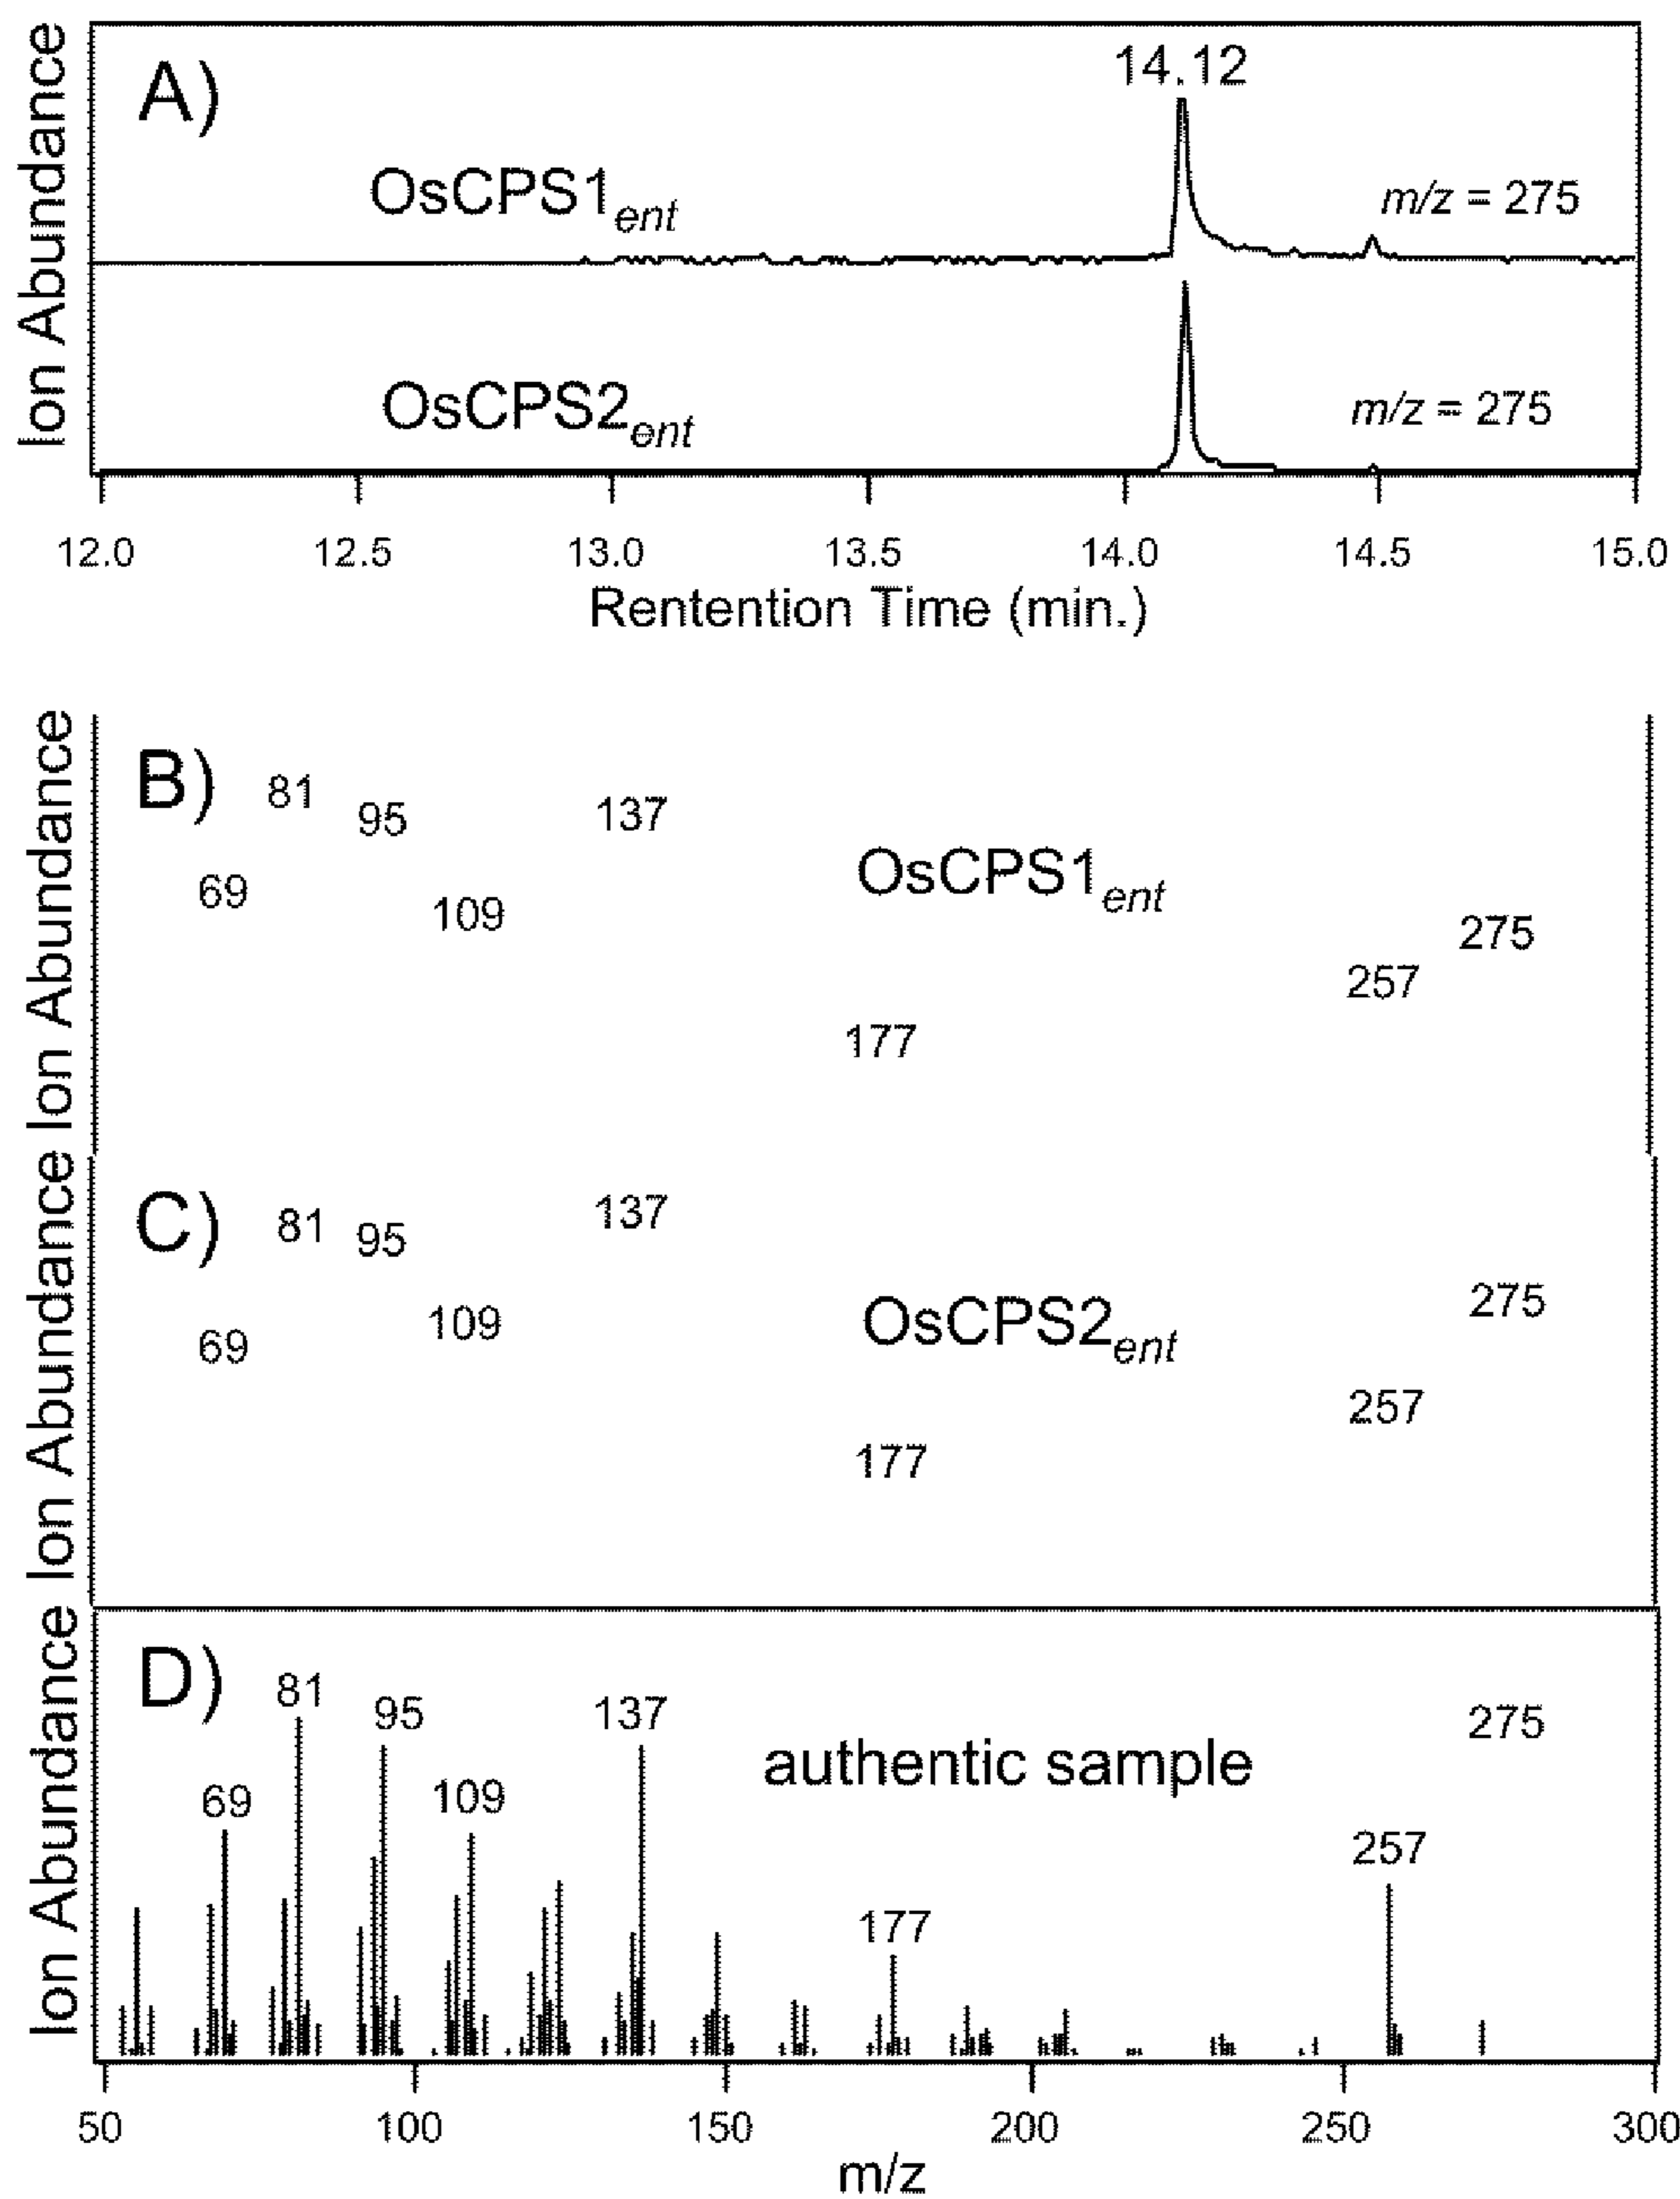 Ion Abundance
A)
14.12
OsCPS1ent
m/z = 275
OsCPS2ent
m/z = 275
12.0 12.5 13.0 13.5 14.0 14.5 15.0
Rentention Time (min.)
Ion Abundance
B)
81
95
137
69
109
OsCPS1ent
275
257
177
Ion Abundance
C)
81
95
137
69
109
OsCPS2ent
275
257
177
Ion Abundance
D)
81
95
137
69
109
authentic sample
275
257
177
50 100 150 200 250 300
m/z